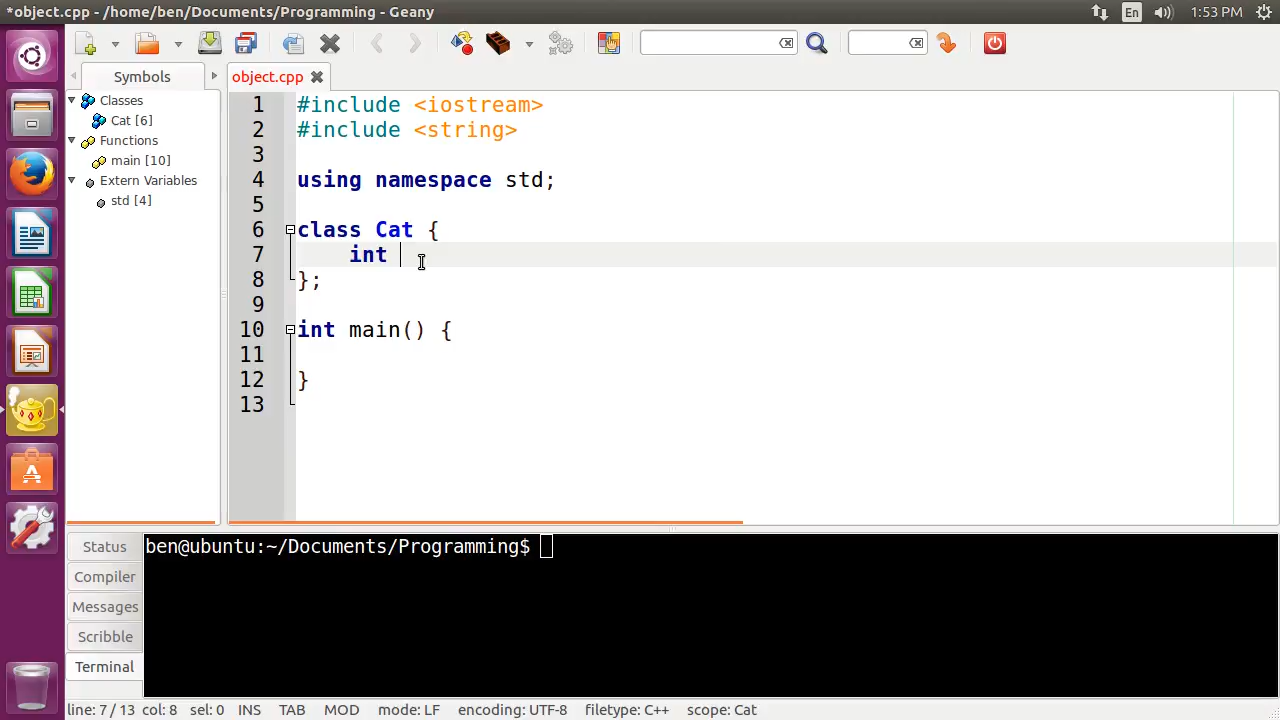 *object.cpp - /home/ben/Documents/Programming - Geany
En
1:53 PM
Symbols
object.cpp
Classes
Cat [6]
Functions
main [10]
Extern Variables
std [4]
1 #include <iostream>
2 #include <string>
3
4 using namespace std;
5
6 class Cat {
7 int
8 };
9
10 int main() {
11
12 }
13
Status
Compiler
Messages
Scribble
Terminal
ben@ubuntu:~/Documents/Programming$
line: 7 / 13 col: 8 sel: 0 INS TAB MOD mode: LF encoding: UTF-8 filetype: C++ scope: Cat